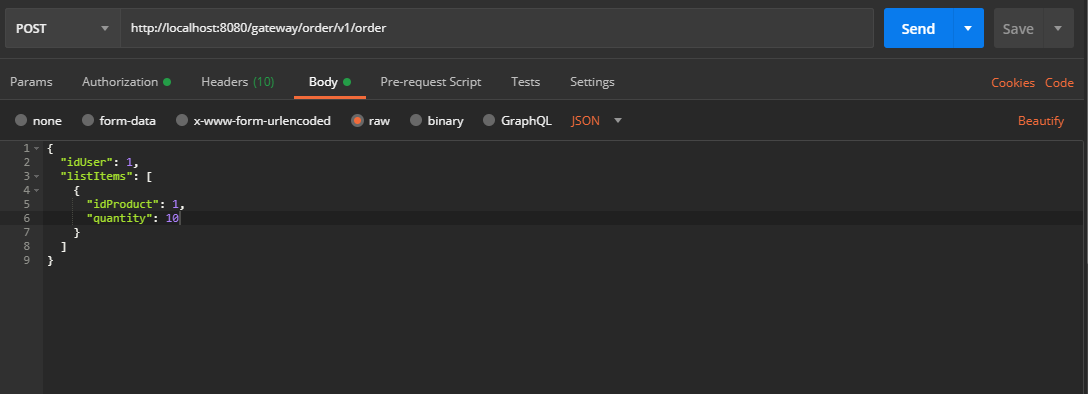 POST http://localhost:8080/gateway/order/v1/order Send Save
Params Authorization Headers (10) Body Pre-request Script Tests Settings Cookies Code
none form-data x-www-form-urlencoded raw binary GraphQL JSON Beautify
1 {
2 "idUser": 1,
3 "listItems": [
4 {
5 "idProduct": 1,
6 "quantity": 10
7 }
8 ]
9 }